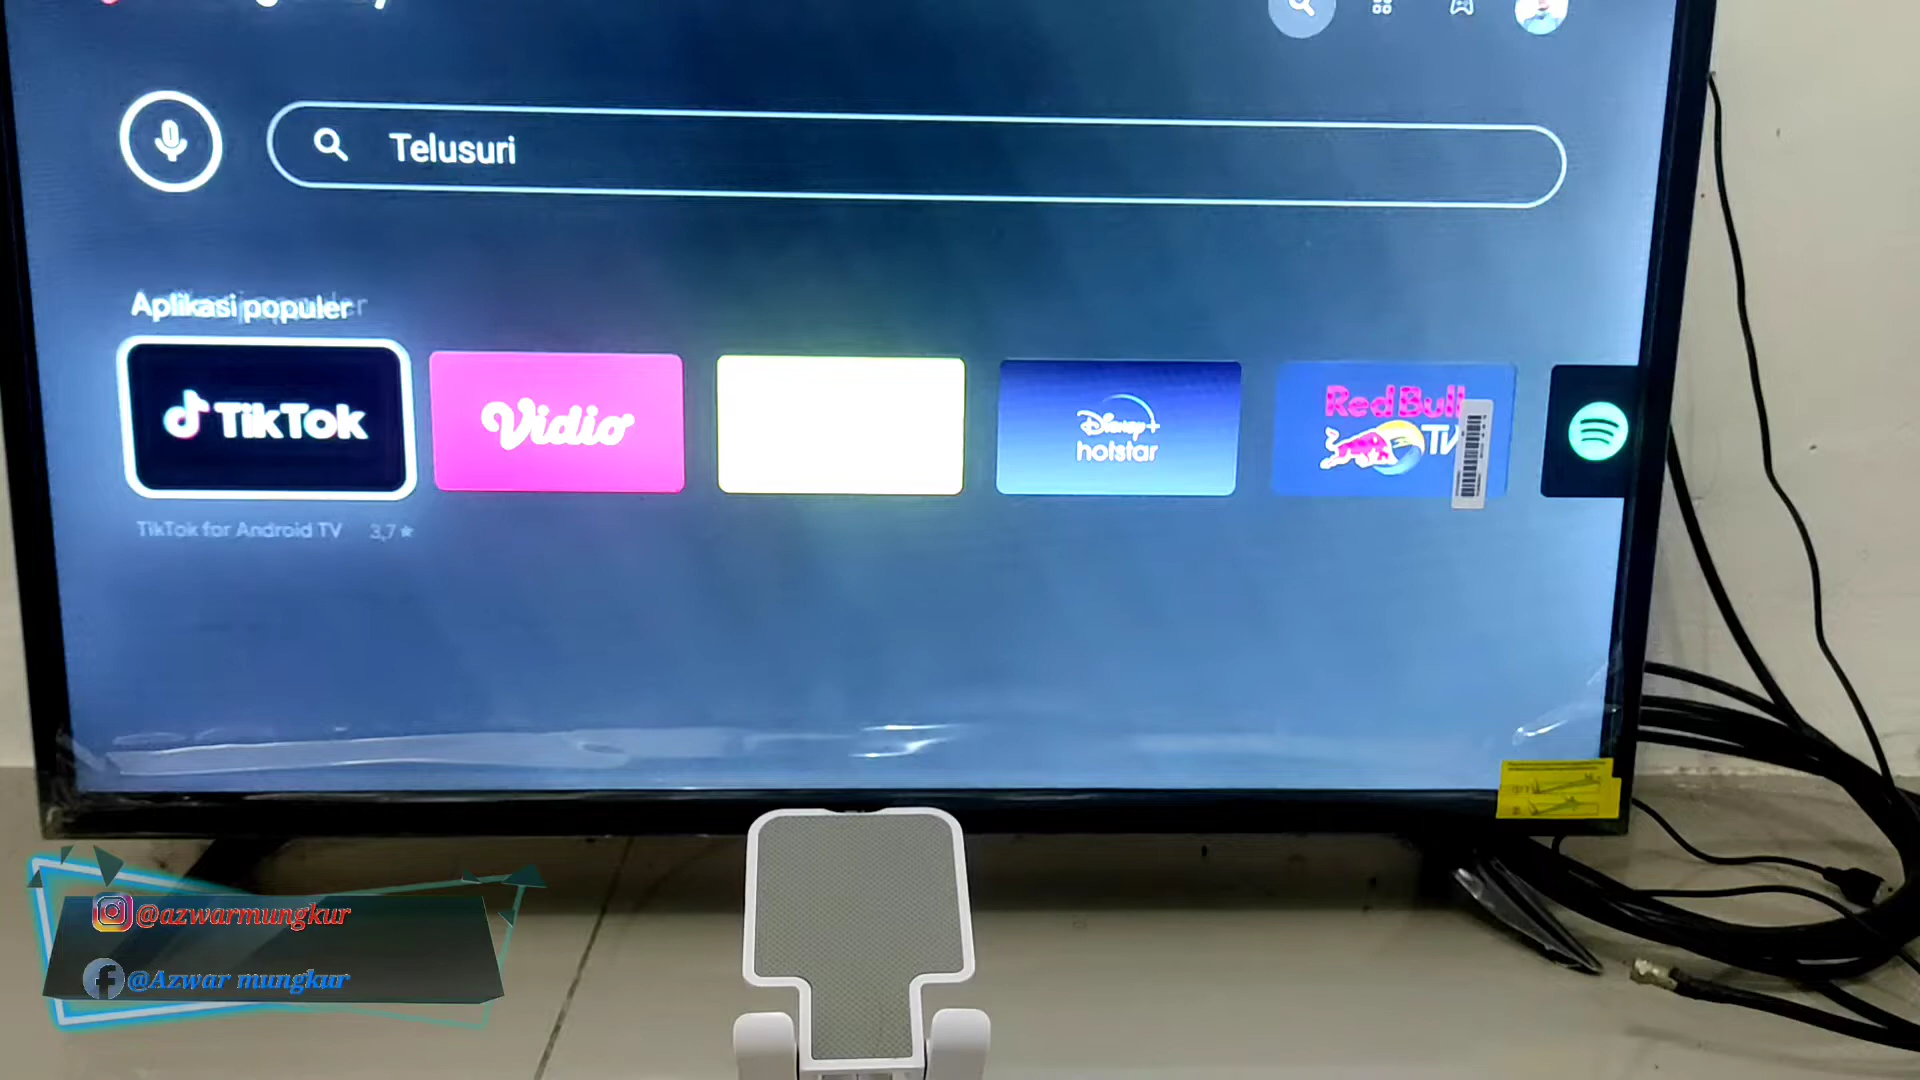 Telusuri
Aplikasi populer
TikTok
Vidio
Disney+
hotstar
Red Bull
TV
TikTok for Android TV 3,7★
@azwarmungkur
@Azwar mungkur